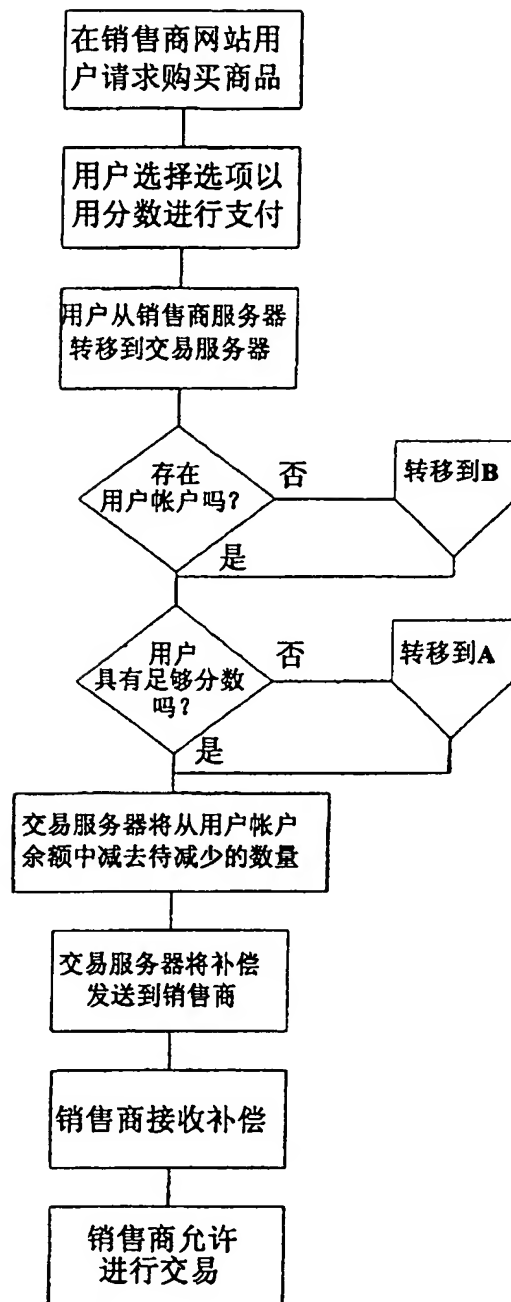 在销售商网站用
户请求购买商品
用户选择选项以
用分数进行支付
用户从销售商服务器
转移到交易服务器
存在
用户帐户吗？
否
转移到B
是
用户
具有足够分数
吗？
否
转移到A
是
交易服务器将从用户帐户
余额中减去待减少的数量
交易服务器将补偿
发送到销售商
销售商接收补偿
销售商允许
进行交易